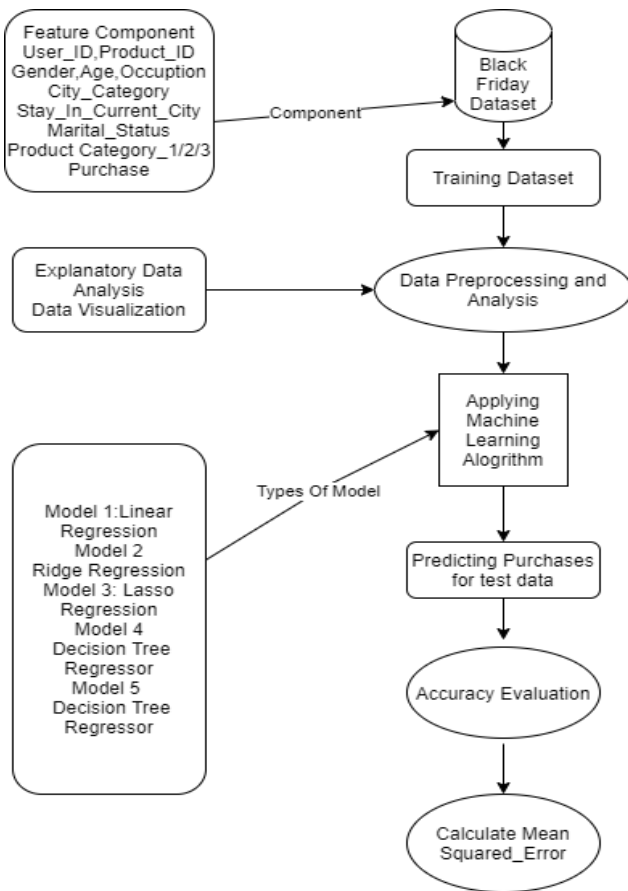 Feature Component
User_ID,Product_ID
Gender,Age,Occuption
City_Category
Stay_In_Current_City
Marital_Status
Product Category_1/2/3
Purchase
Component
Black
Friday
Dataset
Training Dataset
Explanatory Data
Analysis
Data Visualization
Data Preprocessing and
Analysis
Applying
Machine
Learning
Alogrithm
Types Of Model
Model 1:Linear
Regression
Model 2
Ridge Regression
Model 3: Lasso
Regression
Model 4
Decision Tree
Regressor
Model 5
Decision Tree
Regressor
Predicting Purchases
for test data
Accuracy Evaluation
Calculate Mean
Squared_Error